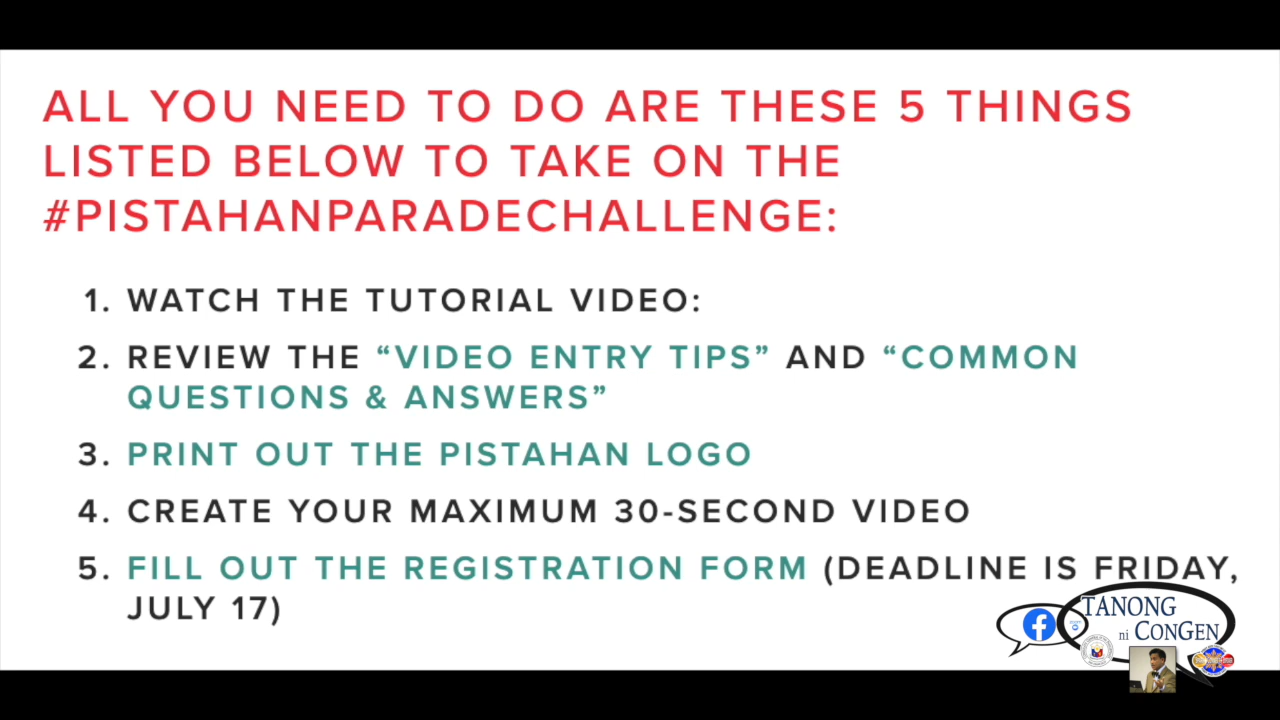 ALL YOU NEED TO DO ARE THESE 5 THINGS
LISTED BELOW TO TAKE ON THE
#PISTAHANPARADECHALLENGE:
1. WATCH THE TUTORIAL VIDEO:
2. REVIEW THE “VIDEO ENTRY TIPS” AND “COMMON
QUESTIONS & ANSWERS”
3. PRINT OUT THE PISTAHAN LOGO
4. CREATE YOUR MAXIMUM 30-SECOND VIDEO
5. FILL OUT THE REGISTRATION FORM (DEADLINE IS FRIDAY,
JULY 17)
TANONG
ni CONGEN